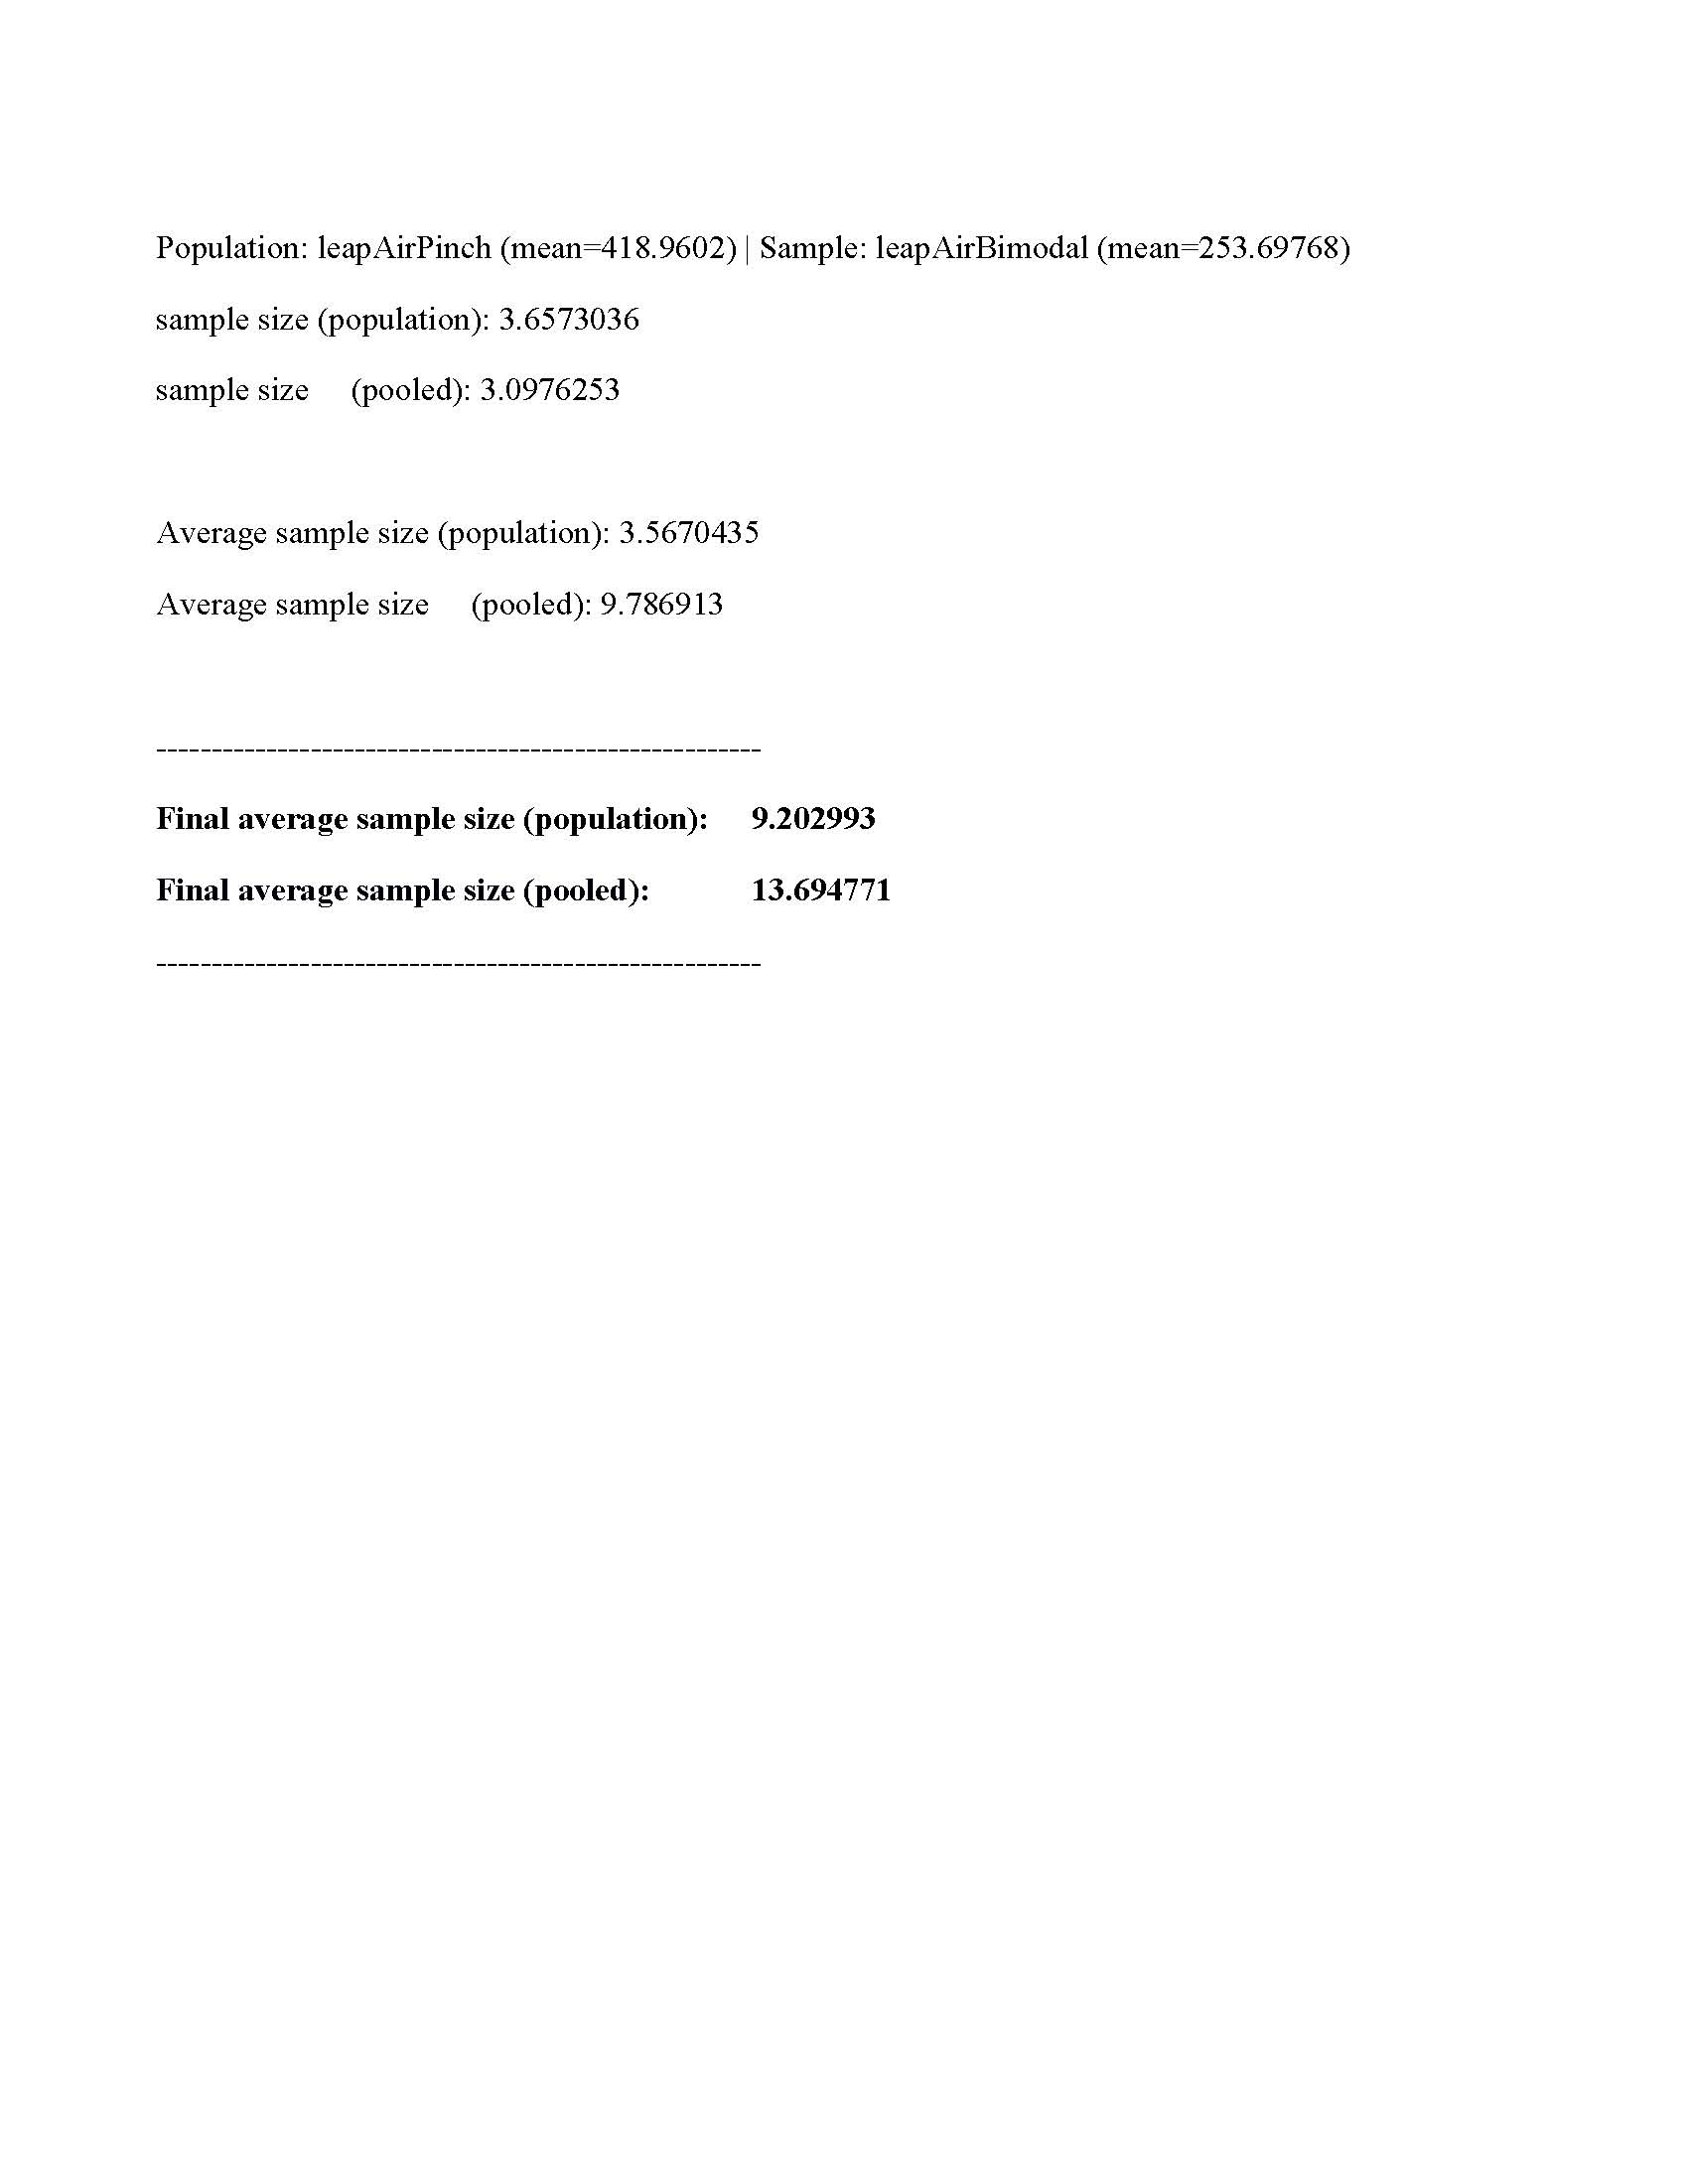 Population: leapAirPinch (mean=418.9602) | Sample: leapAirBimodal (mean=253.69768)
sample size (population): 3.6573036
sample size     (pooled): 3.0976253
Average sample size (population): 3.5670435
Average sample size     (pooled): 9.786913
-------------------------------------------------------
Final average sample size (population):     9.202993
Final average sample size (pooled):            13.694771
-------------------------------------------------------